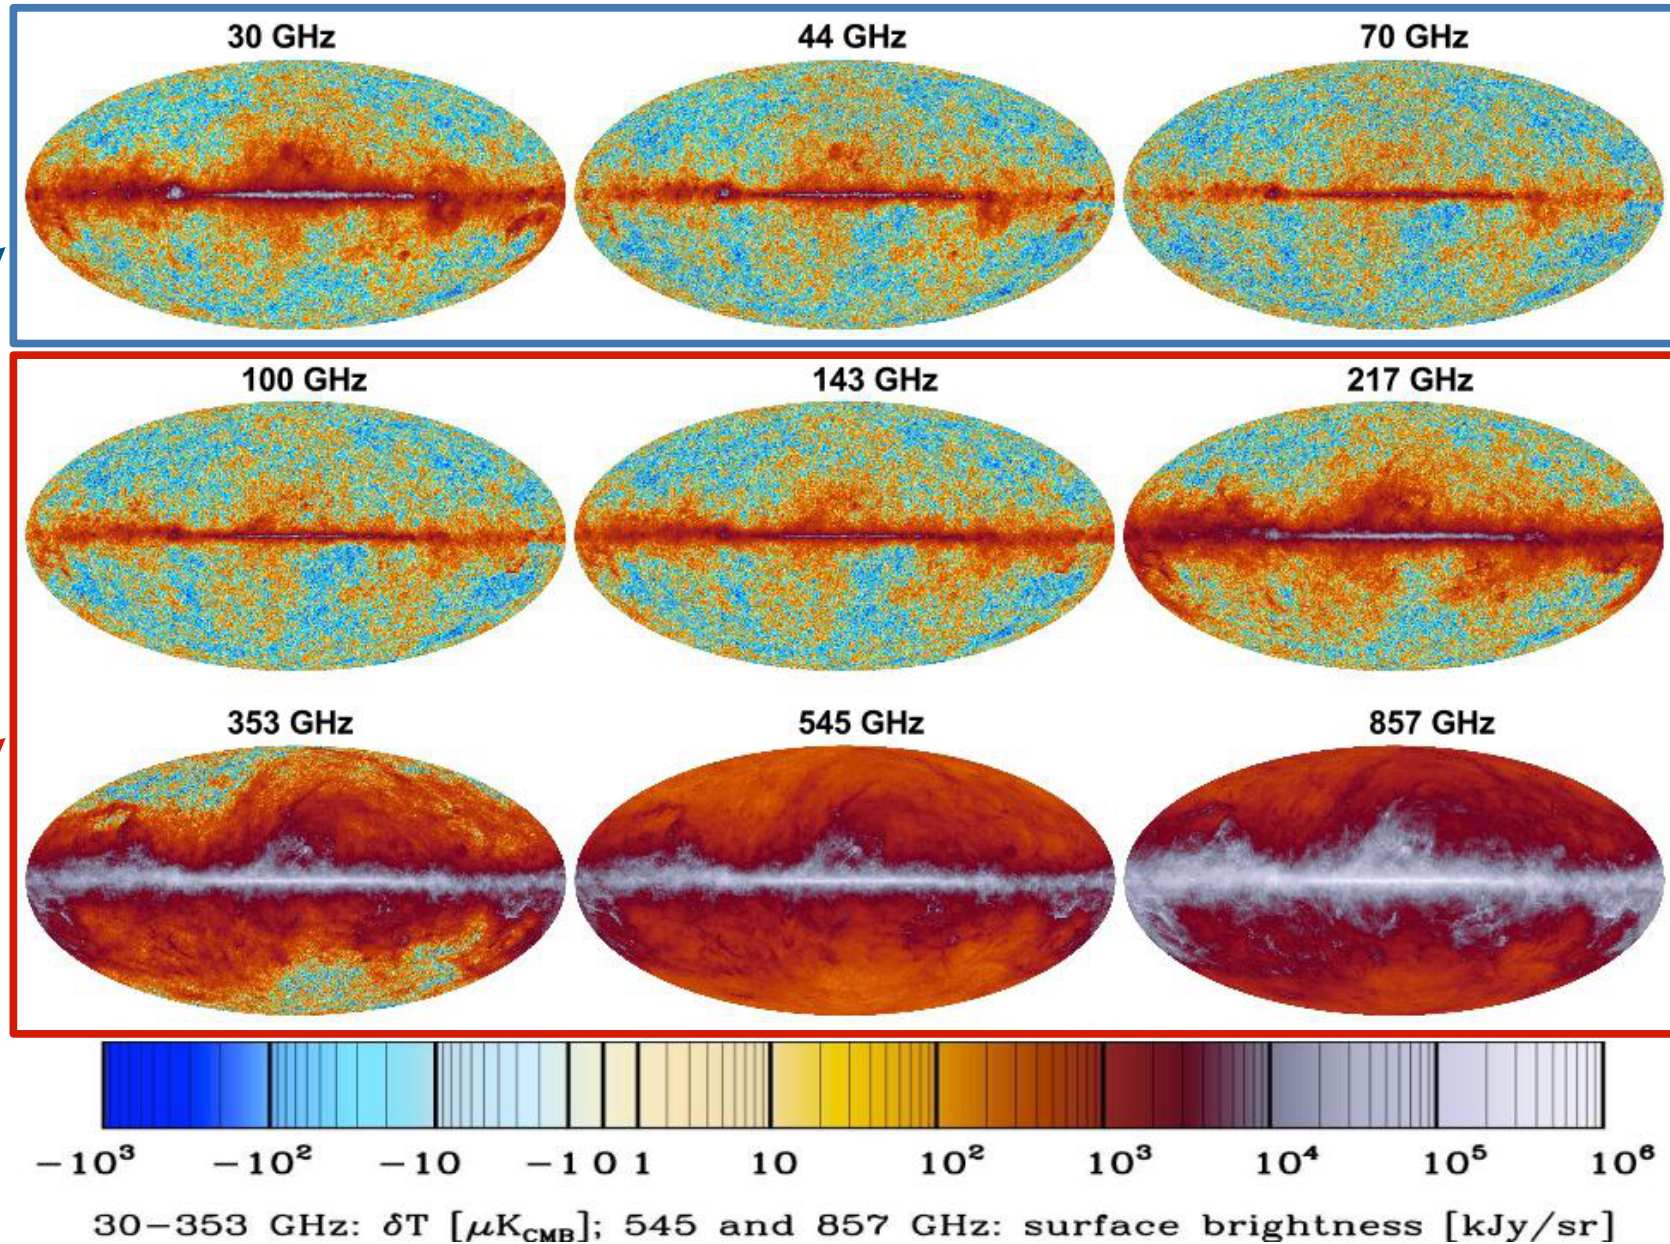 30 GHz 44 GHz 70 GHz
100 GHz 143 GHz 217 GHz
353 GHz 545 GHz 857 GHz
−10³ −10² −10 −1 0 1 10 10² 10³ 10⁴ 10⁵ 10⁶
30−353 GHz: δT [μK_CMB]; 545 and 857 GHz: surface brightness [kJy/sr]